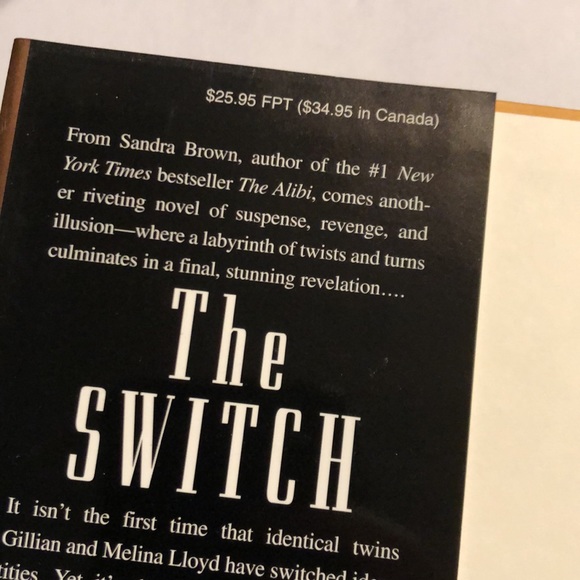 $25.95 FPT ($34.95 in Canada)
From Sandra Brown, author of the #1 New
York Times bestseller The Alibi, comes anoth-
er riveting novel of suspense, revenge, and
illusion—where a labyrinth of twists and turns
culminates in a final, stunning revelation....
The
SWITCH
It isn't the first time that identical twins
Gillian and Melina Lloyd have switched
tities. Yet